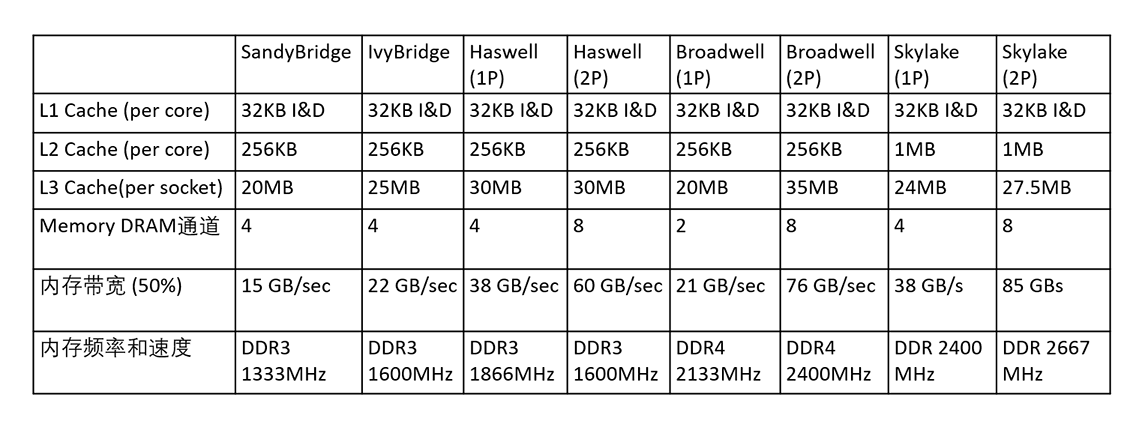 SandyBridge IvyBridge Haswell (1P) Haswell (2P) Broadwell (1P) Broadwell (2P) Skylake (1P) Skylake (2P)
L1 Cache (per core) 32KB I&D 32KB I&D 32KB I&D 32KB I&D 32KB I&D 32KB I&D 32KB I&D 32KB I&D
L2 Cache (per core) 256KB 256KB 256KB 256KB 256KB 256KB 1MB 1MB
L3 Cache(per socket) 20MB 25MB 30MB 30MB 20MB 35MB 24MB 27.5MB
Memory DRAM通道 4 4 4 8 2 8 4 8
内存带宽 (50%) 15 GB/sec 22 GB/sec 38 GB/sec 60 GB/sec 21 GB/sec 76 GB/sec 38 GB/s 85 GBs
内存频率和速度 DDR3 1333MHz DDR3 1600MHz DDR3 1866MHz DDR3 1600MHz DDR4 2133MHz DDR4 2400MHz DDR 2400 MHz DDR 2667 MHz